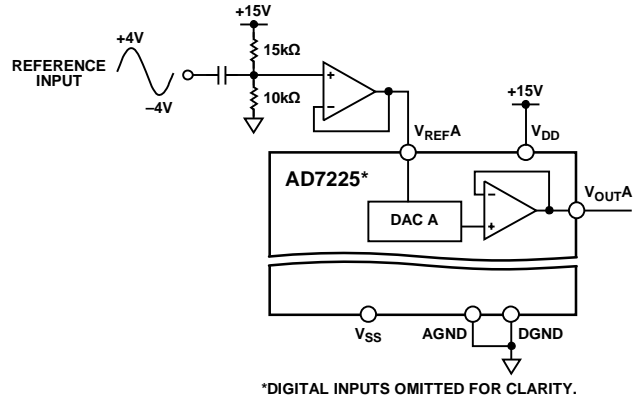 +15V
+4V
15kΩ
REFERENCE
INPUT
+
–4V
10kΩ
–
+15V
VREFA
VDD
AD7225*
VOUTA
–
DAC A
+
VSS
AGND
DGND
*DIGITAL INPUTS OMITTED FOR CLARITY.